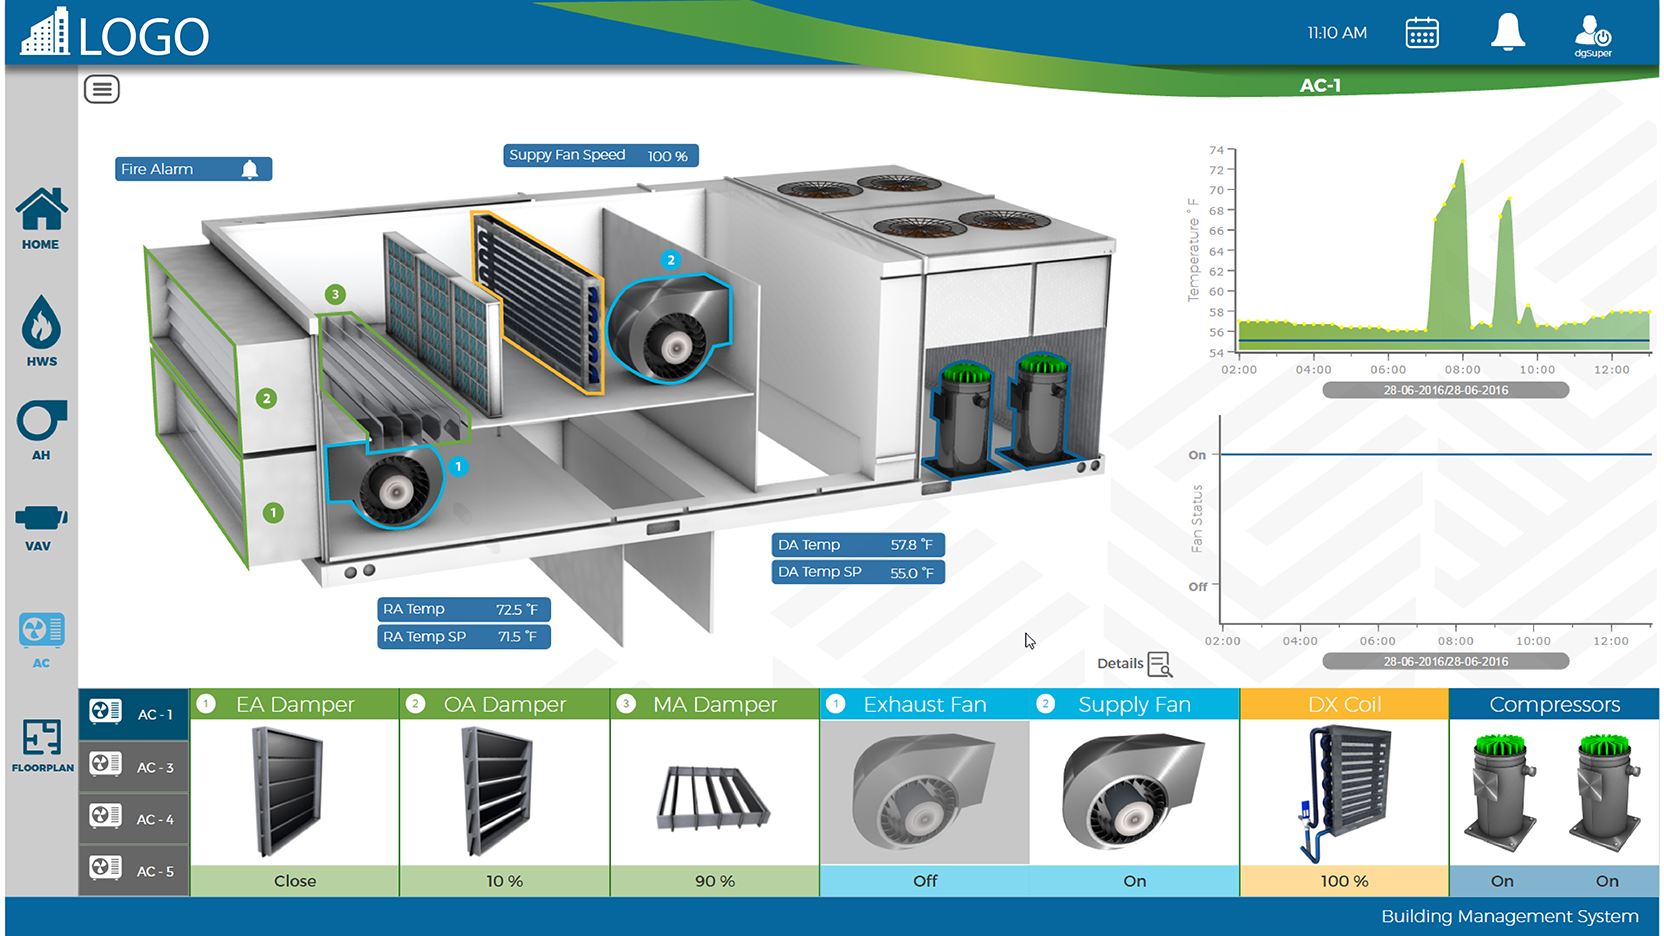 LOGO
11:10 AM
dgSuper
AC-1
Fire Alarm
Suppy Fan Speed 100 %
HOME
HWS
AH
VAV
AC
FLOORPLAN
3
2
2
1
1
DA Temp 57.8 °F
DA Temp SP 55.0 °F
RA Temp 72.5 °F
RA Temp SP 71.5 °F
Temperature ° F
74
72
70
68
66
64
62
60
58
56
54
02:00 04:00 06:00 08:00 10:00 12:00
28-06-2016/28-06-2016
Fan Status
On
Off
02:00 04:00 06:00 08:00 10:00 12:00
28-06-2016/28-06-2016
Details
AC - 1
AC - 3
AC - 4
AC - 5
1 EA Damper
Close
2 OA Damper
10 %
3 MA Damper
90 %
1 Exhaust Fan
Off
2 Supply Fan
On
DX Coil
100 %
Compressors
On On
Building Management System